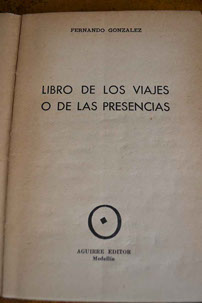 FERNANDO GONZALEZ
LIBRO DE LOS VIAJES
O DE LAS PRESENCIAS
AGUIRRE EDITOR
Medellín